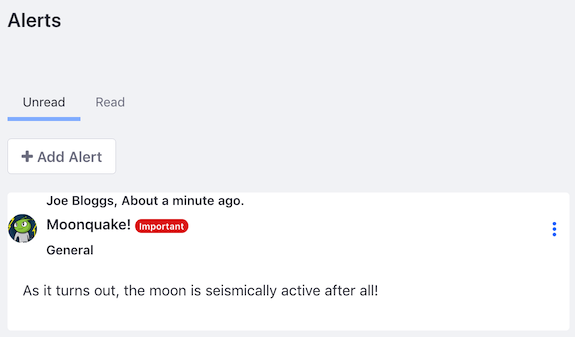 Alerts
Unread Read
+ Add Alert
Joe Bloggs, About a minute ago.
Moonquake! Important
General
As it turns out, the moon is seismically active after all!